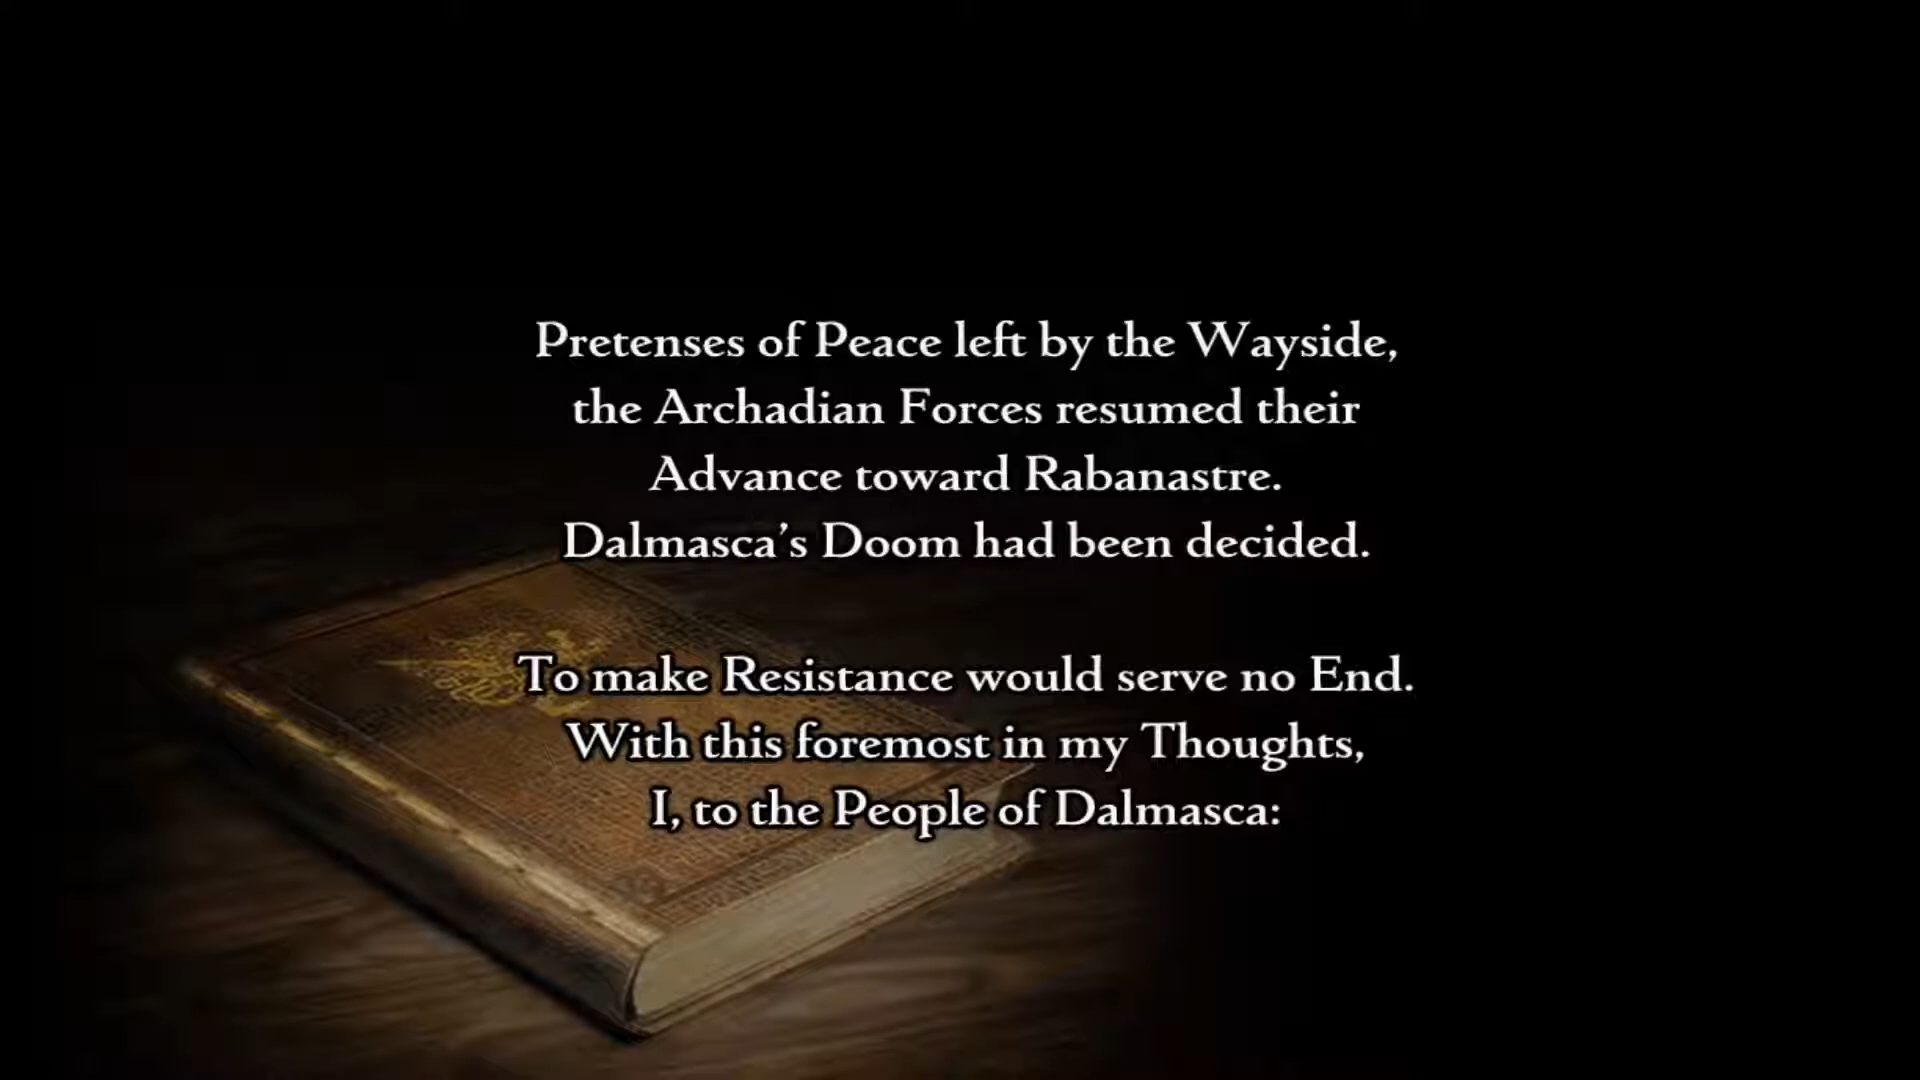 Pretenses of Peace left by the Wayside,
the Archadian Forces resumed their
Advance toward Rabanastre.
Dalmasca’s Doom had been decided.
To make Resistance would serve no End.
With this foremost in my Thoughts,
I, to the People of Dalmasca: